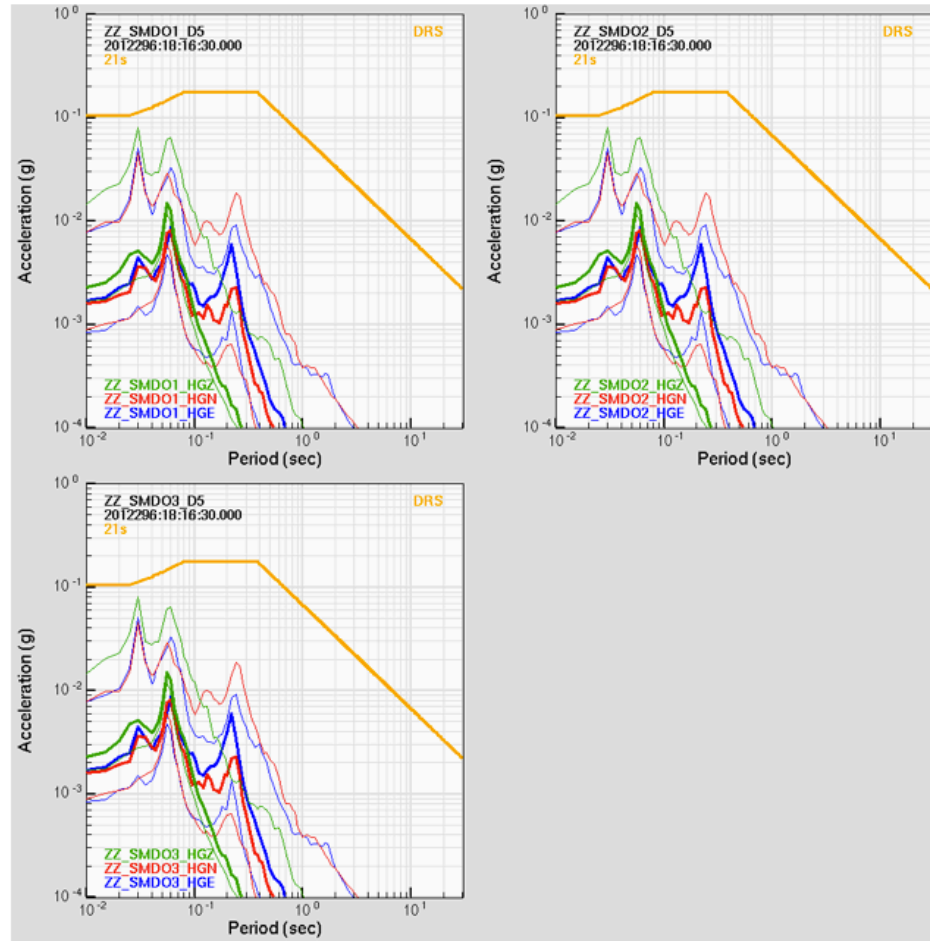 ZZ_SMDO1_D5
DRS
2012296:18:16:30.000
21s
10^0
10^-1
10^-2
10^-3
10^-4
Acceleration (g)
ZZ_SMDO1_HGZ
ZZ_SMDO1_HGN
ZZ_SMDO1_HGE
10^-2
10^-1
10^0
10^1
Period (sec)
ZZ_SMDO2_D5
DRS
2012296:18:16:30.000
21s
10^0
10^-1
10^-2
10^-3
10^-4
Acceleration (g)
ZZ_SMDO2_HGZ
ZZ_SMDO2_HGN
ZZ_SMDO2_HGE
10^-2
10^-1
10^0
10^1
Period (sec)
ZZ_SMDO3_D5
DRS
2012296:18:16:30.000
21s
10^0
10^-1
10^-2
10^-3
10^-4
Acceleration (g)
ZZ_SMDO3_HGZ
ZZ_SMDO3_HGN
ZZ_SMDO3_HGE
10^-2
10^-1
10^0
10^1
Period (sec)